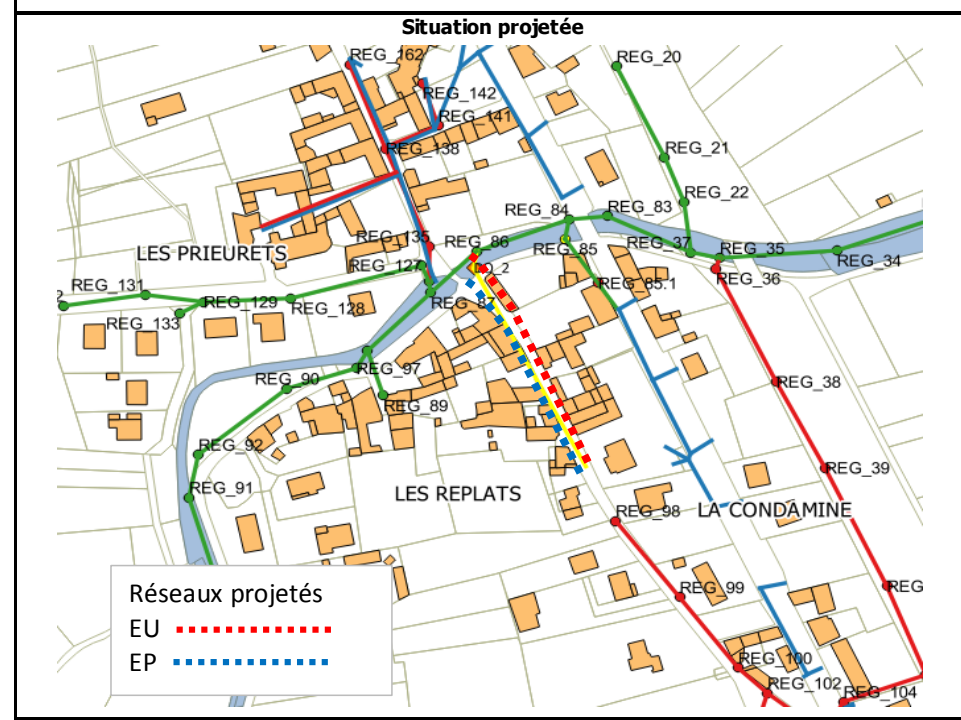 Situation projetée
REG_162
REG_20
REG_142
REG_141
REG_138
REG_21
REG_22
REG_84
REG_83
REG_135
REG_86
REG_37
REG_35
LES PRIEURETS
REG_85
REG_34
REG_127
REG_36
REG_131
REG_129
REG_85.1
REG_128
REG_87
REG_133
REG_97
REG_90
REG_38
REG_89
REG_92
REG_39
REG_91
LES REPLATS
REG_98
LA CONDAMINE
Réseaux projetés
EU
EP
REG_99
REG
REG_100
REG_102
REG_104